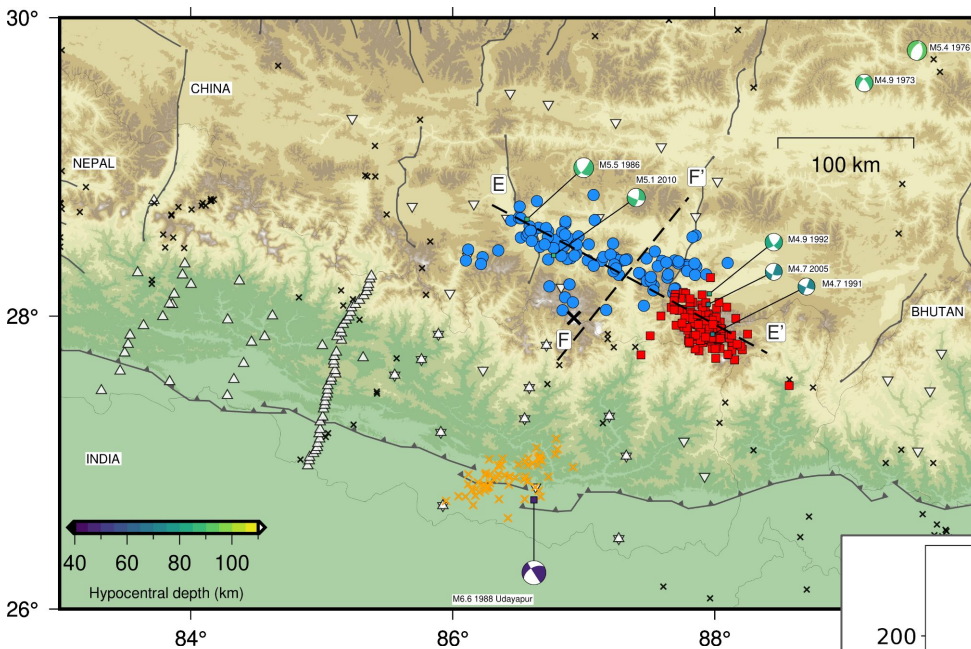 30°
M5.4 1976
CHINA
M4.9 1973
NEPAL
M5.5 1986
100 km
M5.1 2010
E
F'
M4.9 1992
M4.7 2005
M4.7 1991
28°
BHUTAN
F
E'
INDIA
40 60 80 100
Hypocentral depth (km)
M6.6 1988 Udayapur
26°
84° 86° 88°
200